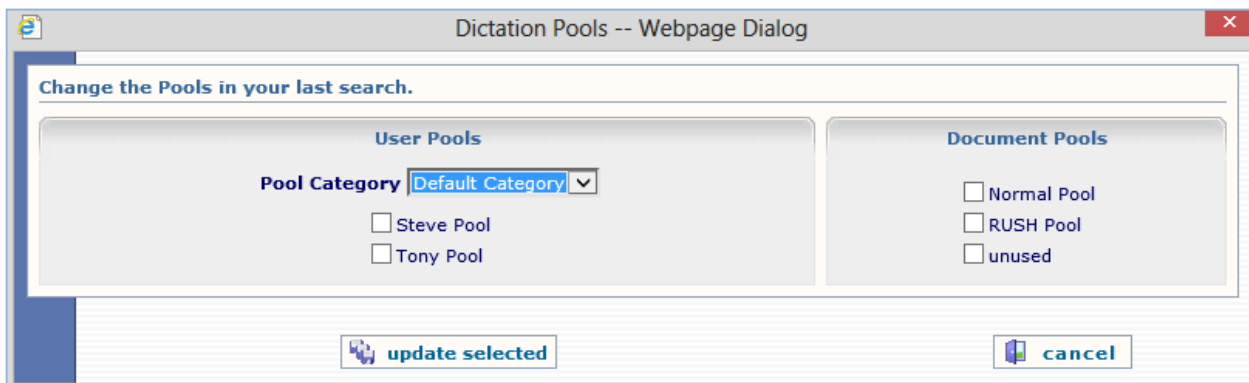 Dictation Pools -- Webpage Dialog
Change the Pools in your last search.
User Pools
Pool Category Default Category
Steve Pool
Tony Pool
Document Pools
Normal Pool
RUSH Pool
unused
update selected
cancel